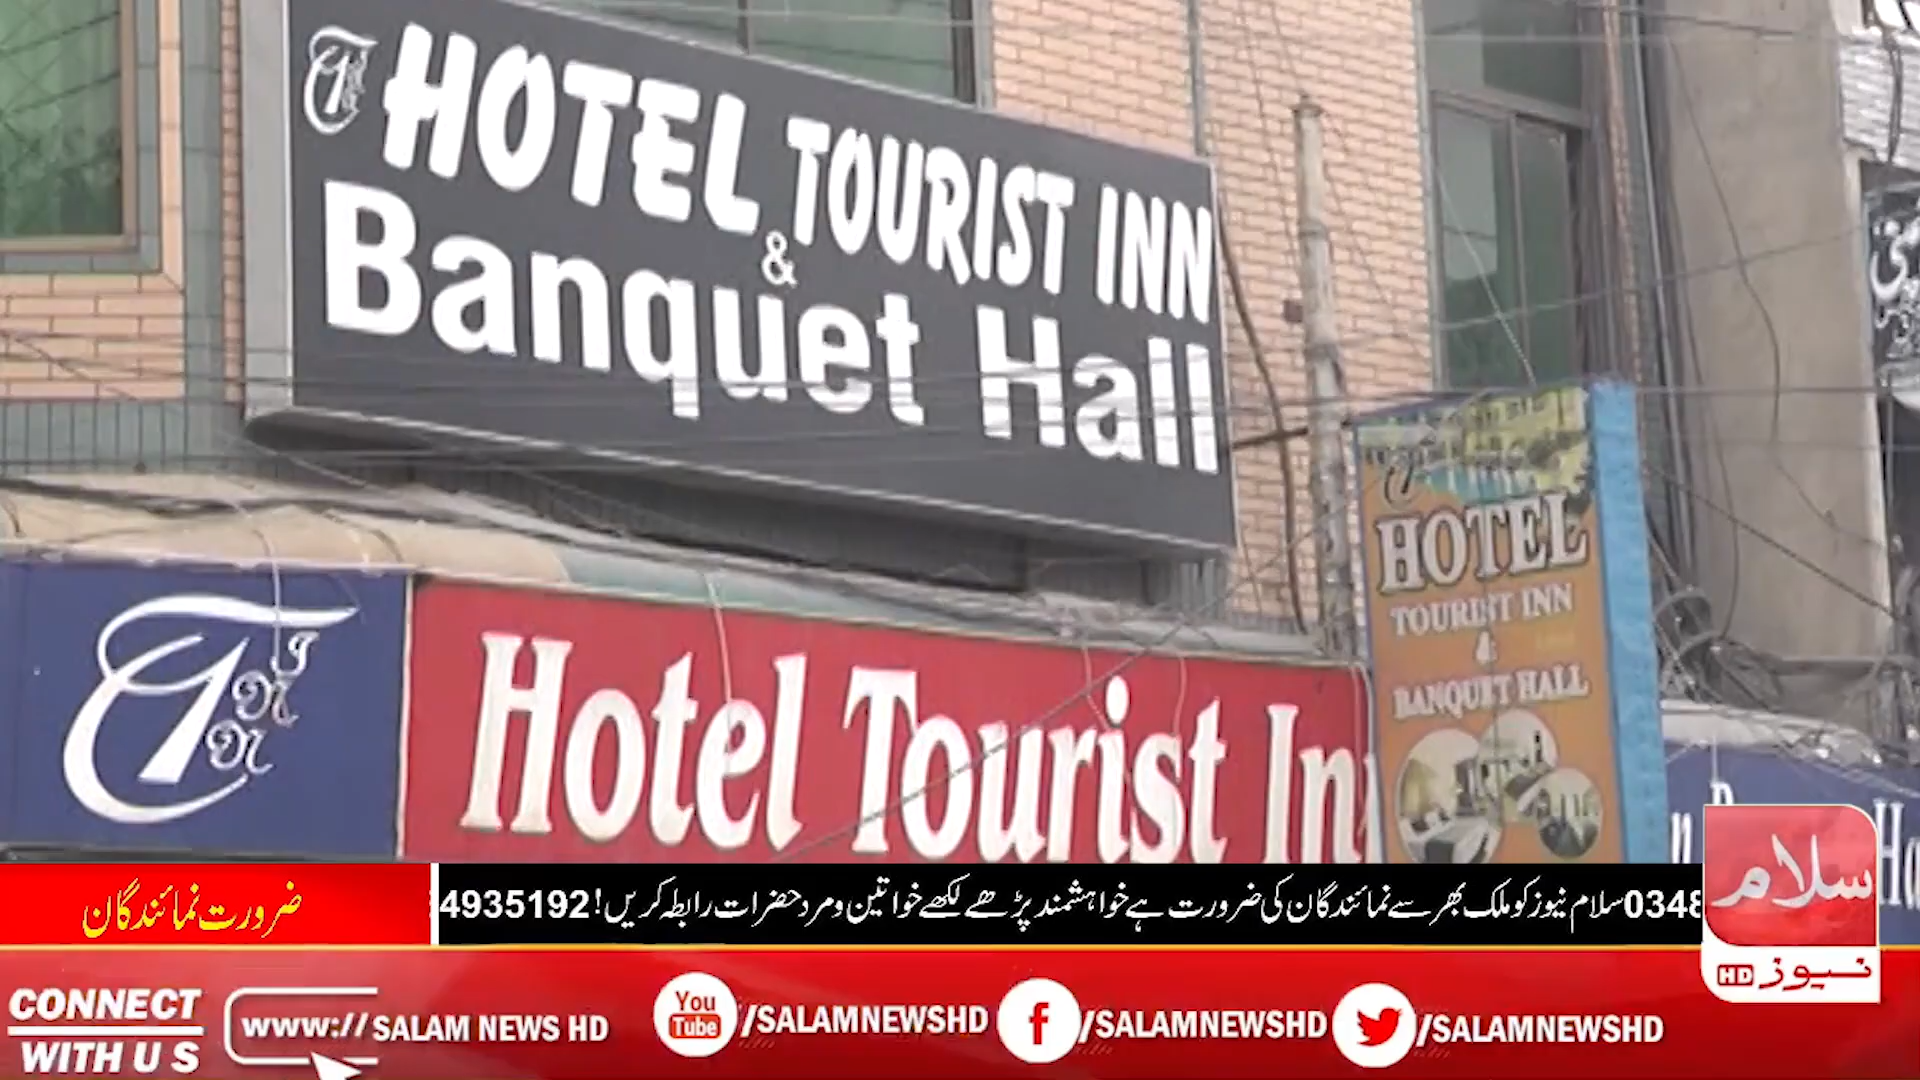 HOTEL TOURIST INN
&
Banquet Hall
Hotel Tourist Inn
HOTEL
TOURIST INN
&
BANQUET HALL
ضرورت نمائندگان
0348 سلام نیوز کو ملک بھر سے نمائندگان کی ضرورت ہے خواہشمند پڑھے لکھے خواتین و مرد حضرات رابطہ کریں! 4935192
سلام
نیوز HD
CONNECT
WITH U S
www:// SALAM NEWS HD
You
Tube
/SALAMNEWSHD
f
/SALAMNEWSHD
/SALAMNEWSHD